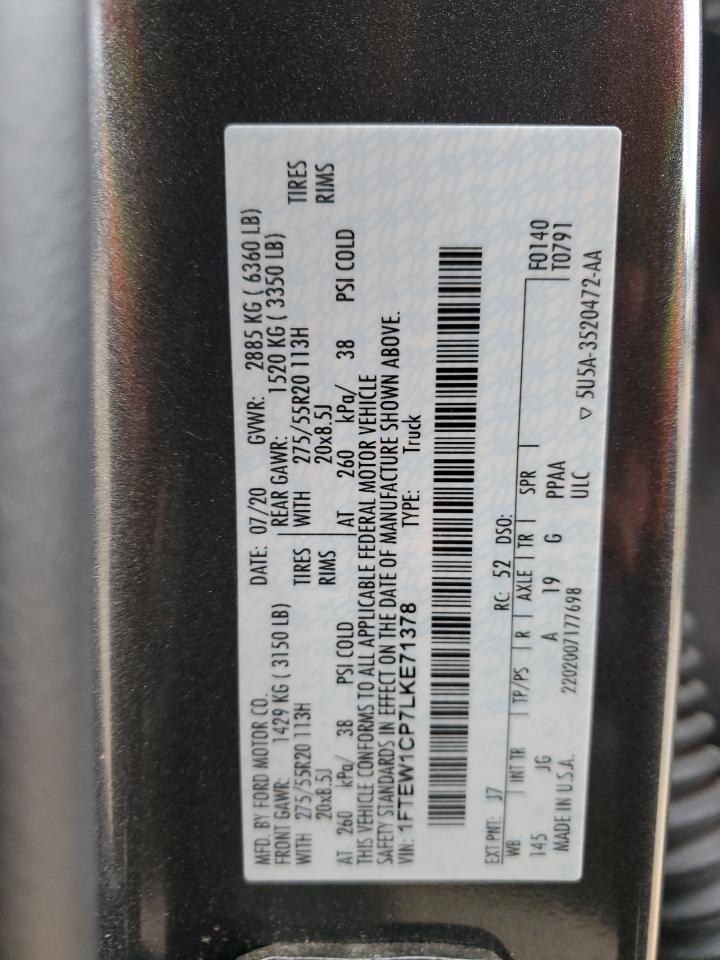 MFD. BY FORD MOTOR CO.
DATE: 07/20 GVWR: 2885 KG ( 6360 LB)
FRONT GAWR: 1429 KG ( 3150 LB) REAR GAWR: 1520 KG ( 3350 LB)
WITH 275/55R20 113H TIRES WITH 275/55R20 113H TIRES
20x8.5J RIMS 20x8.5J RIMS
AT 260 kPa/ 38 PSI COLD AT 260 kPa/ 38 PSI COLD
THIS VEHICLE CONFORMS TO ALL APPLICABLE FEDERAL MOTOR VEHICLE
SAFETY STANDARDS IN EFFECT ON THE DATE OF MANUFACTURE SHOWN ABOVE.
VIN: 1FTEW1CP7LKE71378 TYPE: Truck
EXT PNT: J7 RC: 52 DSO: F0140
WB | INT TR | TP/PS | R | AXLE | TR | SPR | T0791
145 JG A 19 G PPAA
ULC
MADE IN U.S.A. 2202007177698 ▽ 5U5A-3520472-AA